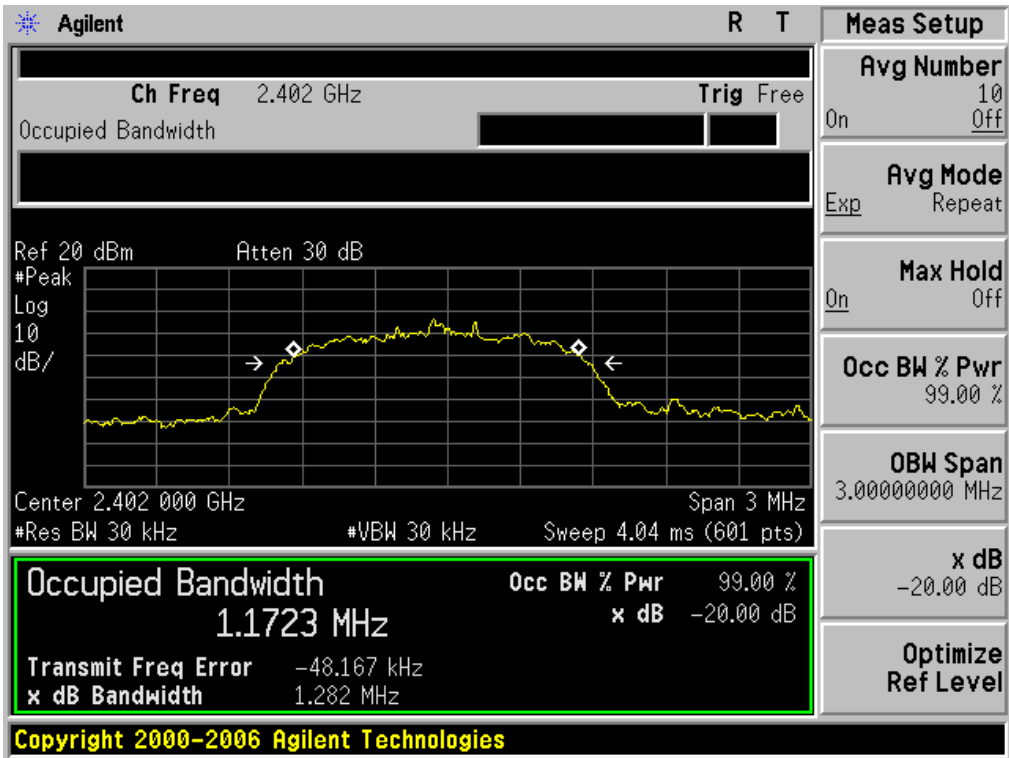 Agilent R T
Ch Freq 2.402 GHz Trig Free
Occupied Bandwidth
Ref 20 dBm Atten 30 dB
#Peak
Log
10
dB/
Center 2.402 000 GHz Span 3 MHz
#Res BW 30 kHz #VBW 30 kHz Sweep 4.04 ms (601 pts)
Occupied Bandwidth Occ BW % Pwr 99.00 %
1.1723 MHz x dB -20.00 dB
Transmit Freq Error -48.167 kHz
x dB Bandwidth 1.282 MHz
Copyright 2000-2006 Agilent Technologies
Meas Setup
Avg Number
10
On Off
Avg Mode
Exp Repeat
Max Hold
On Off
Occ BW % Pwr
99.00 %
OBW Span
3.00000000 MHz
x dB
-20.00 dB
Optimize
Ref Level